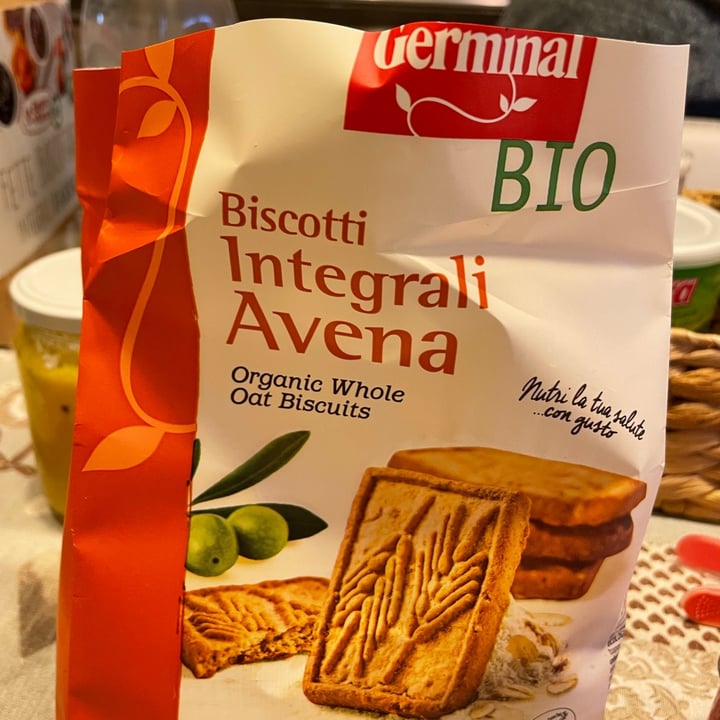 Germinal
BIO
Biscotti
Integrali
Avena
Organic Whole
Oat Biscuits
Nutri la tua salute
...con gusto